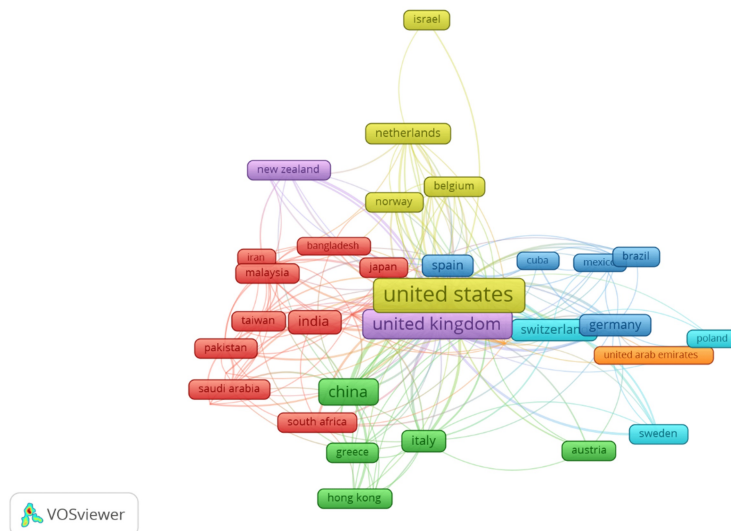 israel
netherlands
new zealand
belgium
norway
bangladesh
iran
malaysia
japan
spain
cuba
mexico
brazil
united states
taiwan
india
united kingdom
switzerlan
germany
poland
pakistan
united arab emirates
saudi arabia
china
south africa
greece
italy
sweden
austria
hong kong
VOSviewer